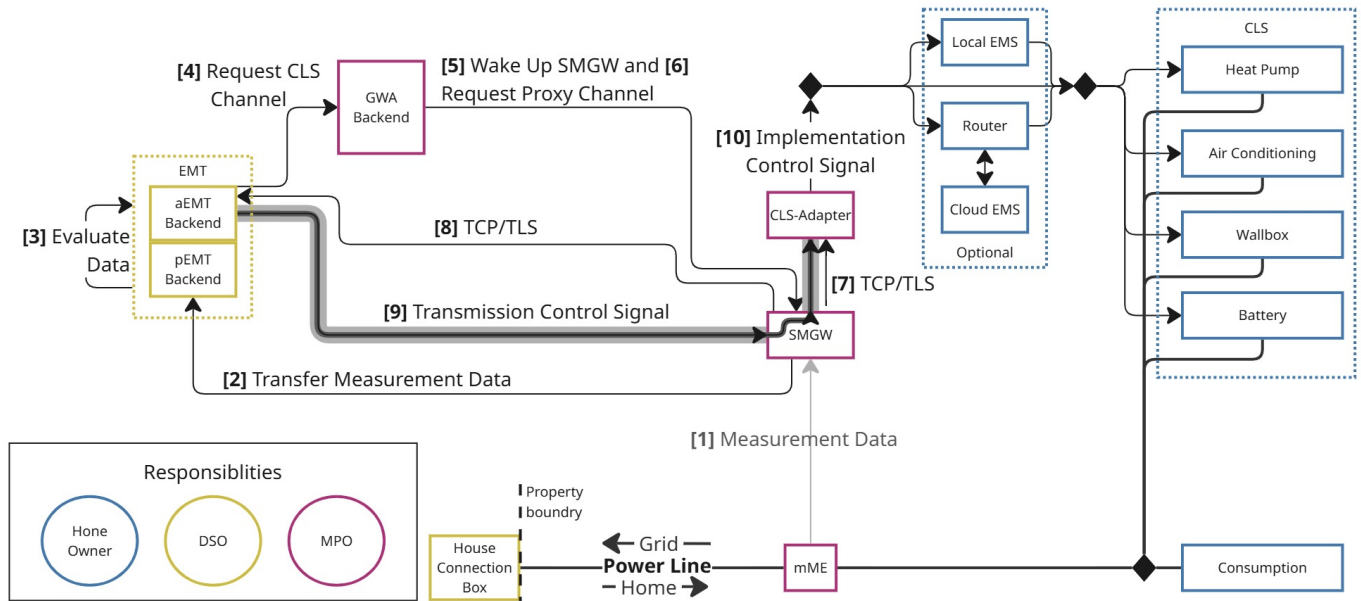 [4] Request CLS
Channel
GWA
Backend
[5] Wake Up SMGW and [6]
Request Proxy Channel
EMT
aEMT
Backend
pEMT
Backend
[3] Evaluate
Data
[8] TCP/TLS
[9] Transmission Control Signal
[2] Transfer Measurement Data
[10] Implementation
Control Signal
CLS-Adapter
[7] TCP/TLS
SMGW
[1] Measurement Data
Local EMS
Router
Cloud EMS
Optional
CLS
Heat Pump
Air Conditioning
Wallbox
Battery
Responsiblities
Hone
Owner
DSO
MPO
Property
boundry
House
Connection
Box
Grid
Power Line
Home
mME
Consumption